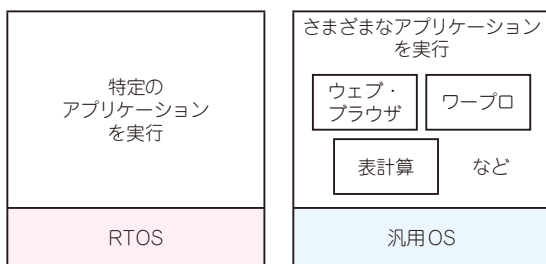 特定の
アプリケーション
を実行
RTOS
さまざまなアプリケーション
を実行
ウェブ・
ブラウザ
ワープロ
表計算
など
汎用OS